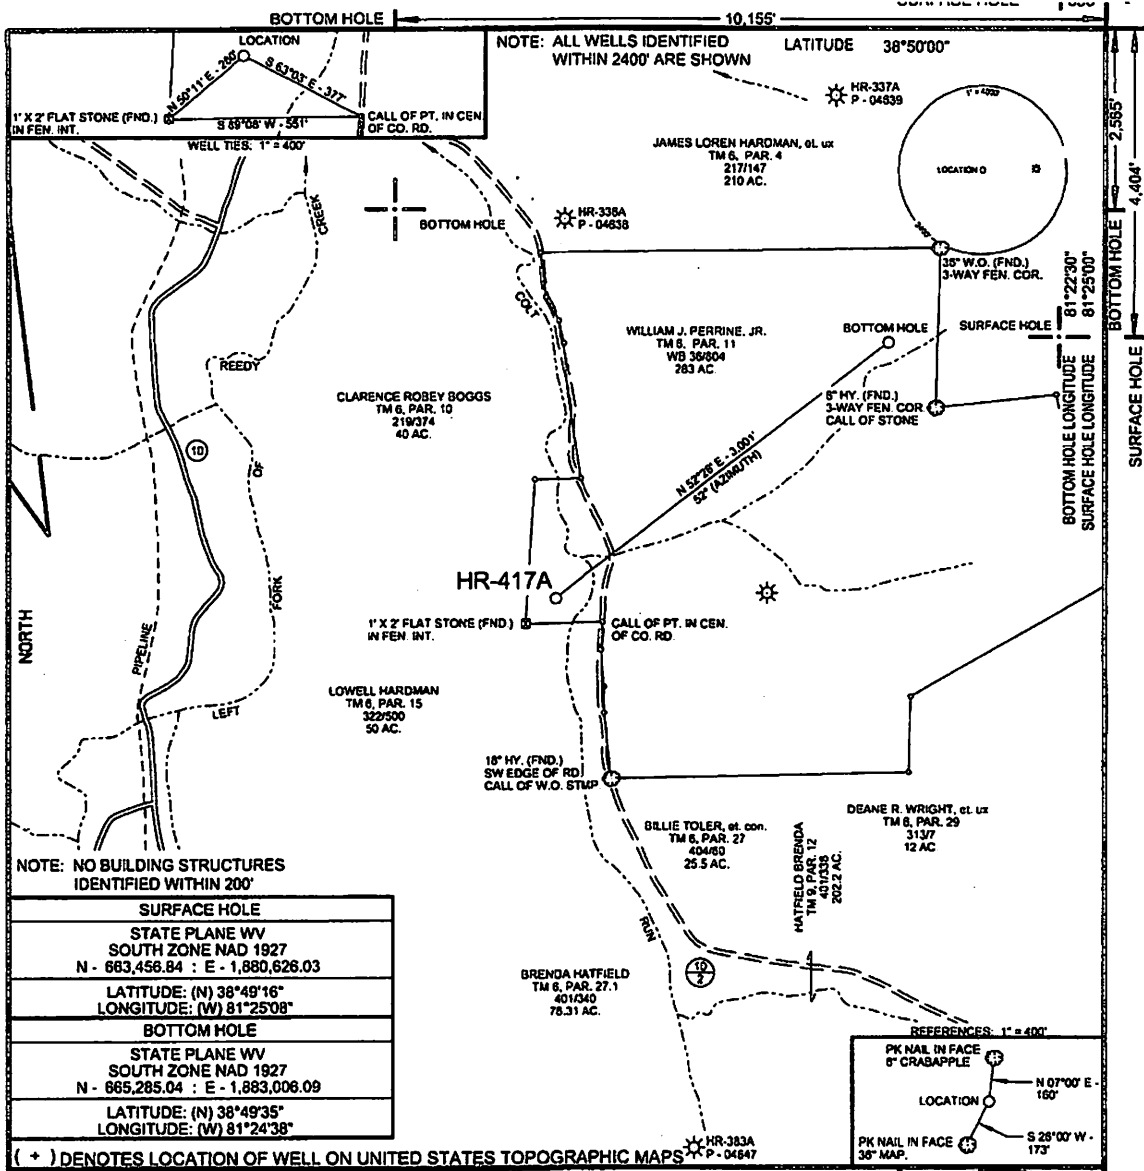 BOTTOM HOLE
10,155'
LOCATION
S 63°03' E - 377'
1' X 2' FLAT STONE (FND.)
IN FEN. INT.
CALL OF PT. IN CEN.
OF CO. RD.
S 89°08' W - 551'
WELL TIES: 1" = 400'
NOTE: ALL WELLS IDENTIFIED
WITHIN 2400' ARE SHOWN
LATITUDE 38°50'00"
HR-337A
P - 04639
JAMES LOREN HARDMAN, et. ux
TM 6, PAR. 4
217/147
210 AC.
LOCATION
2,565'
4,404'
BOTTOM HOLE
SURFACE HOLE
BOTTOM HOLE
HR-336A
P - 04638
35" W.O. (FND.)
3-WAY FEN. COR.
81°22'30"
81°25'00"
CREEK
COLT
WILLIAM J. PERRINE, JR.
TM 6, PAR. 11
WB 36/604
283 AC.
BOTTOM HOLE
SURFACE HOLE
REEDY
CLARENCE ROBEY BOGGS
TM 6, PAR. 10
219/374
40 AC.
6" HY. (FND.)
3-WAY FEN. COR.
CALL OF STONE
BOTTOM HOLE LONGITUDE
SURFACE HOLE LONGITUDE
10
OF
N 52°26' E - 3,001'
52° (AZIMUTH)
HR-417A
FORK
1' X 2' FLAT STONE (FND.)
IN FEN. INT.
CALL OF PT. IN CEN.
OF CO. RD.
NORTH
PIPELINE
LEFT
LOWELL HARDMAN
TM 6, PAR. 15
322/500
50 AC.
18" HY. (FND.)
SW EDGE OF RD.
CALL OF W.O. STMP
BILLIE TOLER, et. con.
TM 6, PAR. 27
404/60
25.5 AC.
DEANE R. WRIGHT, et. ux
TM 6, PAR. 29
313/7
12 AC
HATFIELD BRENDA
TM 9, PAR. 12
401/336
202.2 AC.
NOTE: NO BUILDING STRUCTURES
IDENTIFIED WITHIN 200'
RUN
10
2
BRENDA HATFIELD
TM 6, PAR. 27.1
401/340
78.31 AC.
SURFACE HOLE
STATE PLANE WV
SOUTH ZONE NAD 1927
N - 663,456.84 : E - 1,880,626.03
LATITUDE: (N) 38°49'16"
LONGITUDE: (W) 81°25'08"
BOTTOM HOLE
STATE PLANE WV
SOUTH ZONE NAD 1927
N - 665,285.04 : E - 1,883,006.09
LATITUDE: (N) 38°49'35"
LONGITUDE: (W) 81°24'38"
REFERENCES: 1" = 400'
PK NAIL IN FACE
8" CRABAPPLE
N 07°00' E -
160'
LOCATION
S 26°00' W -
173'
PK NAIL IN FACE
38" MAP.
HR-383A
P - 04647
( + ) DENOTES LOCATION OF WELL ON UNITED STATES TOPOGRAPHIC MAPS